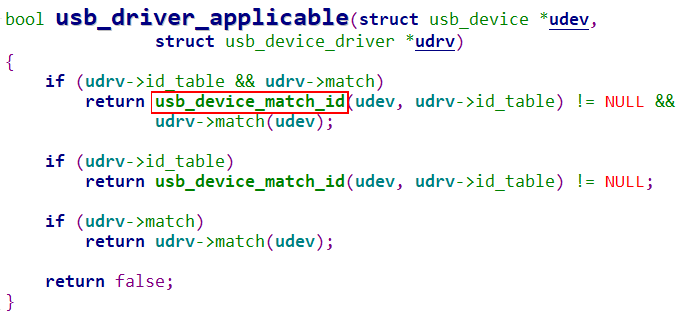 bool usb_driver_applicable(struct usb_device *udev,
struct usb_device_driver *udrv)
{
if (udrv->id_table && udrv->match)
return usb_device_match_id(udev, udrv->id_table) != NULL &&
udrv->match(udev);
if (udrv->id_table)
return usb_device_match_id(udev, udrv->id_table) != NULL;
if (udrv->match)
return udrv->match(udev);
return false;
}